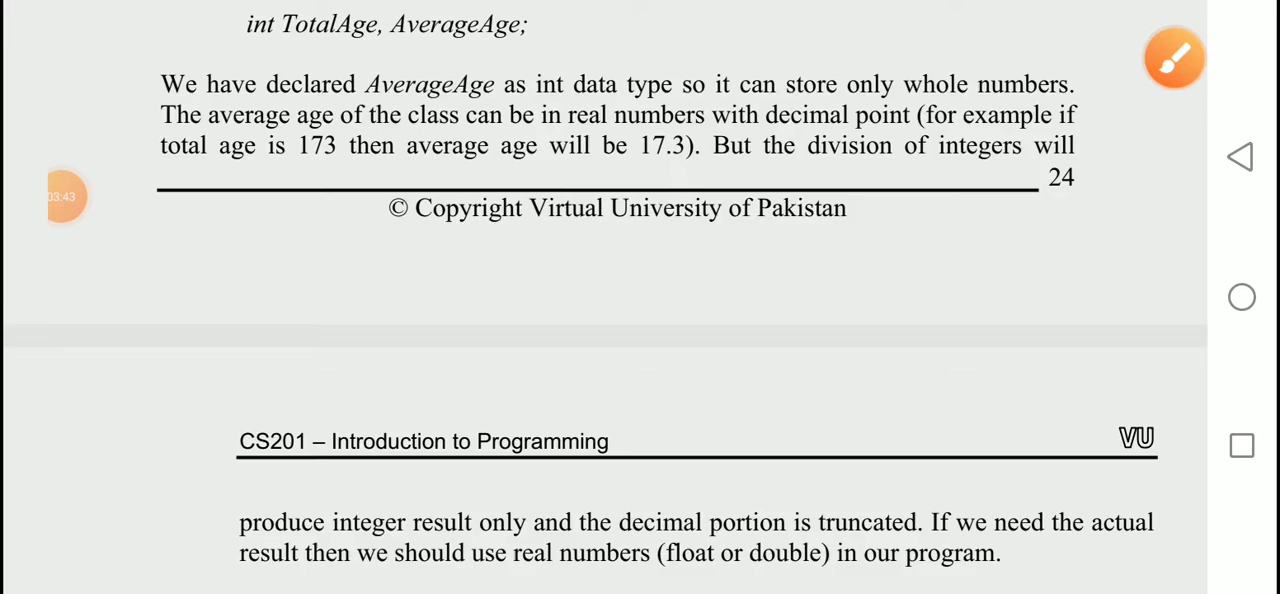 int TotalAge, AverageAge;
We have declared AverageAge as int data type so it can store only whole numbers.
The average age of the class can be in real numbers with decimal point (for example if
total age is 173 then average age will be 17.3). But the division of integers will
03:43
24
© Copyright Virtual University of Pakistan
CS201 – Introduction to Programming
VU
produce integer result only and the decimal portion is truncated. If we need the actual
result then we should use real numbers (float or double) in our program.